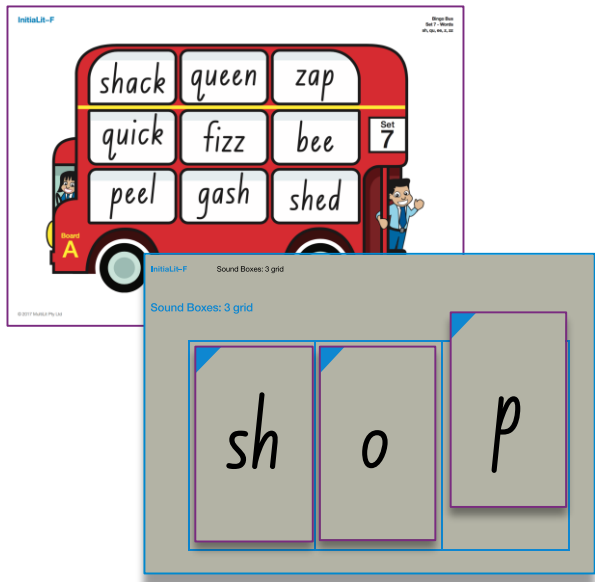 InitiaLit–F
Bingo Bus
Set 7 - Words
sh, qu, ee, z, zz
shack queen zap
quick fizz bee
Set
7
peel gash shed
Board
A
© 2017 MultiLit Pty Ltd
InitiaLit–F Sound Boxes: 3 grid
Sound Boxes: 3 grid
sh o p